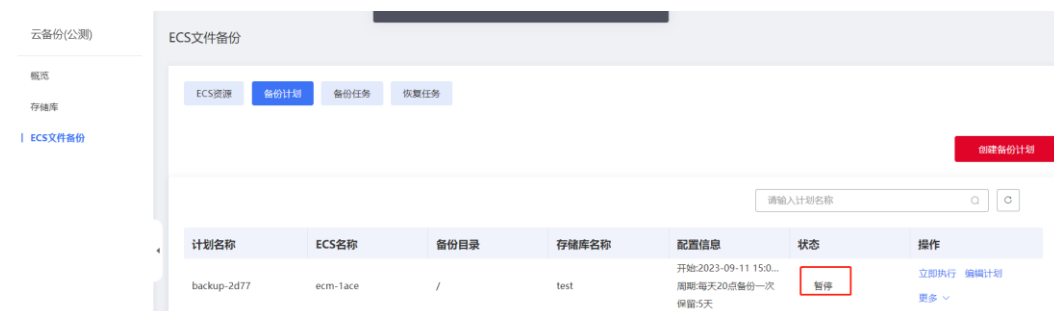 云备份(公测)
ECS文件备份
概览
存储库
ECS文件备份
ECS资源 备份计划 备份任务 恢复任务
创建备份计划
请输入计划名称
计划名称 ECS名称 备份目录 存储库名称 配置信息 状态 操作
backup-2d77 ecm-1ace / test
开始:2023-09-11 15:0...
周期:每天20点备份一次
保留:5天
暂停
立即执行 编辑计划
更多